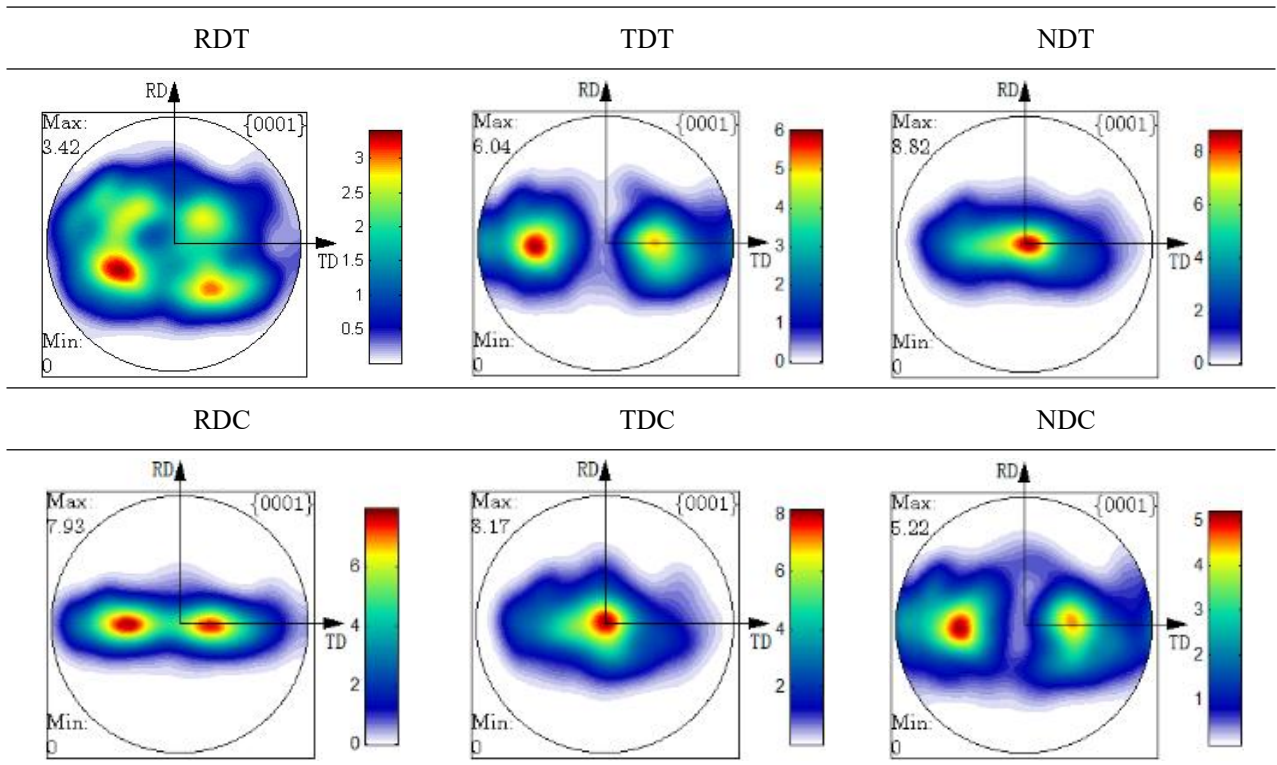 RDT TDT NDT
RD
Max:
3.42
{0001}
TD
Min:
0
3
2.5
2
1.5
1
0.5
RD
Max:
6.04
{0001}
TD
Min:
0
6
5
4
3
2
1
0
RD
Max:
8.82
{0001}
TD
Min:
0
8
6
4
2
0
RDC TDC NDC
RD
Max:
7.93
{0001}
TD
Min:
0
6
4
2
0
RD
Max:
8.17
{0001}
TD
Min:
0
8
6
4
2
RD
Max:
5.22
{0001}
TD
Min:
0
5
4
3
2
1